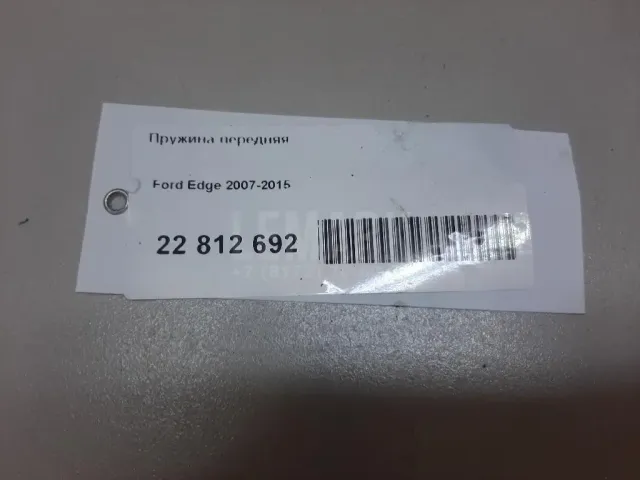 Пружина передняя
Ford Edge 2007-2015
22 812 692